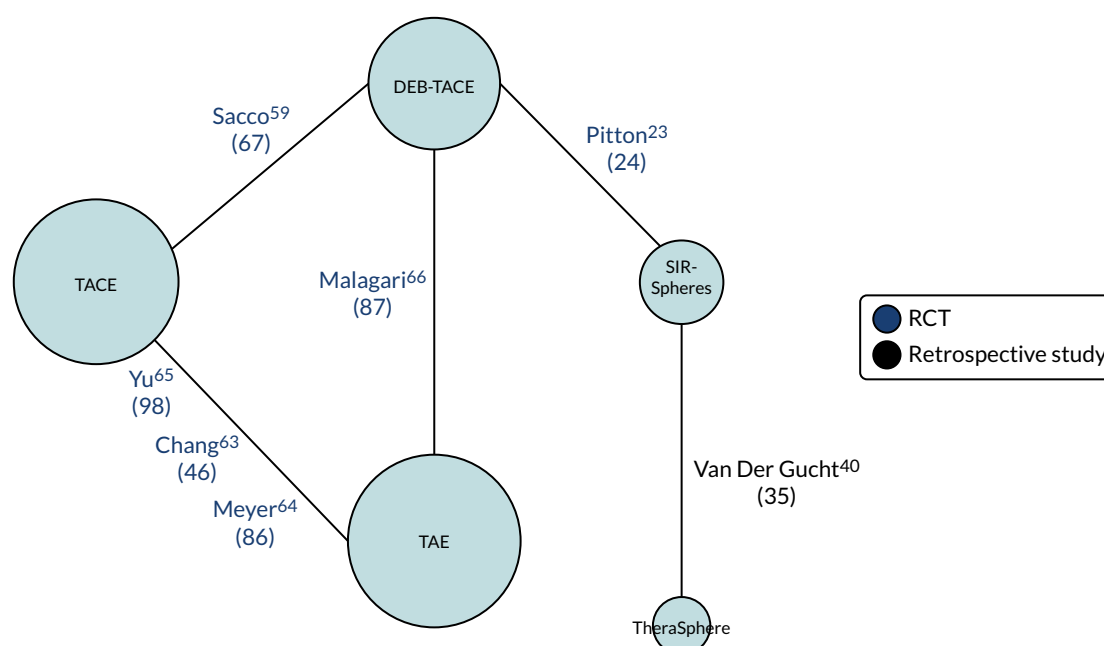 DEB-TACE
Sacco59
(67)
Pitton23
(24)
Malagari66
(87)
TACE
SIR-
Spheres
RCT
Retrospective study
Yu65
(98)
Chang63
(46)
Meyer64
(86)
Van Der Gucht40
(35)
TAE
TheraSphere